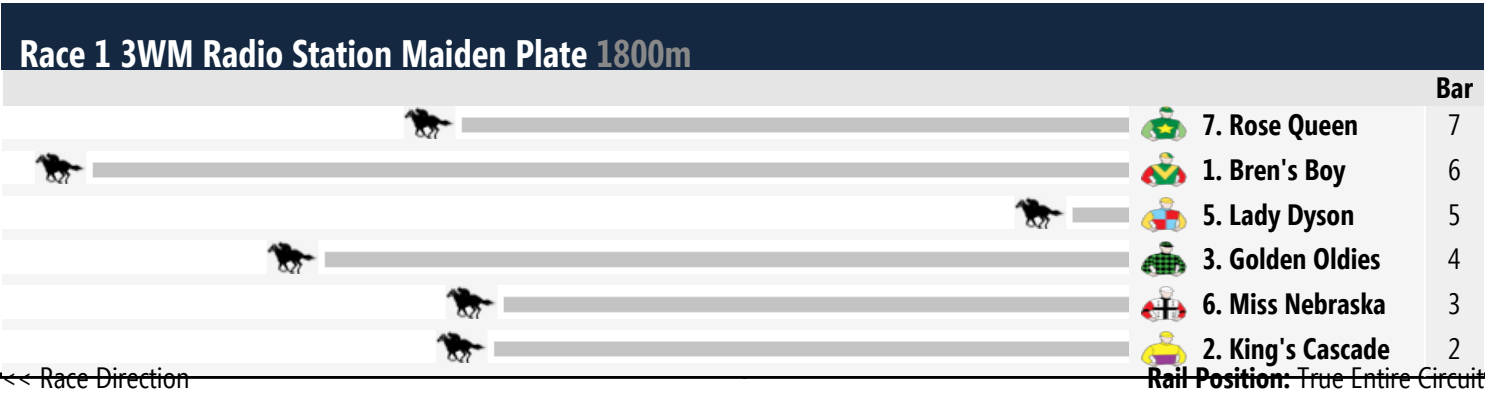 Race 1 3WM Radio Station Maiden Plate 1800m
Bar
7. Rose Queen 7
1. Bren's Boy 6
5. Lady Dyson 5
3. Golden Oldies 4
6. Miss Nebraska 3
2. King's Cascade 2
<< Race Direction Rail Position: True Entire Circuit